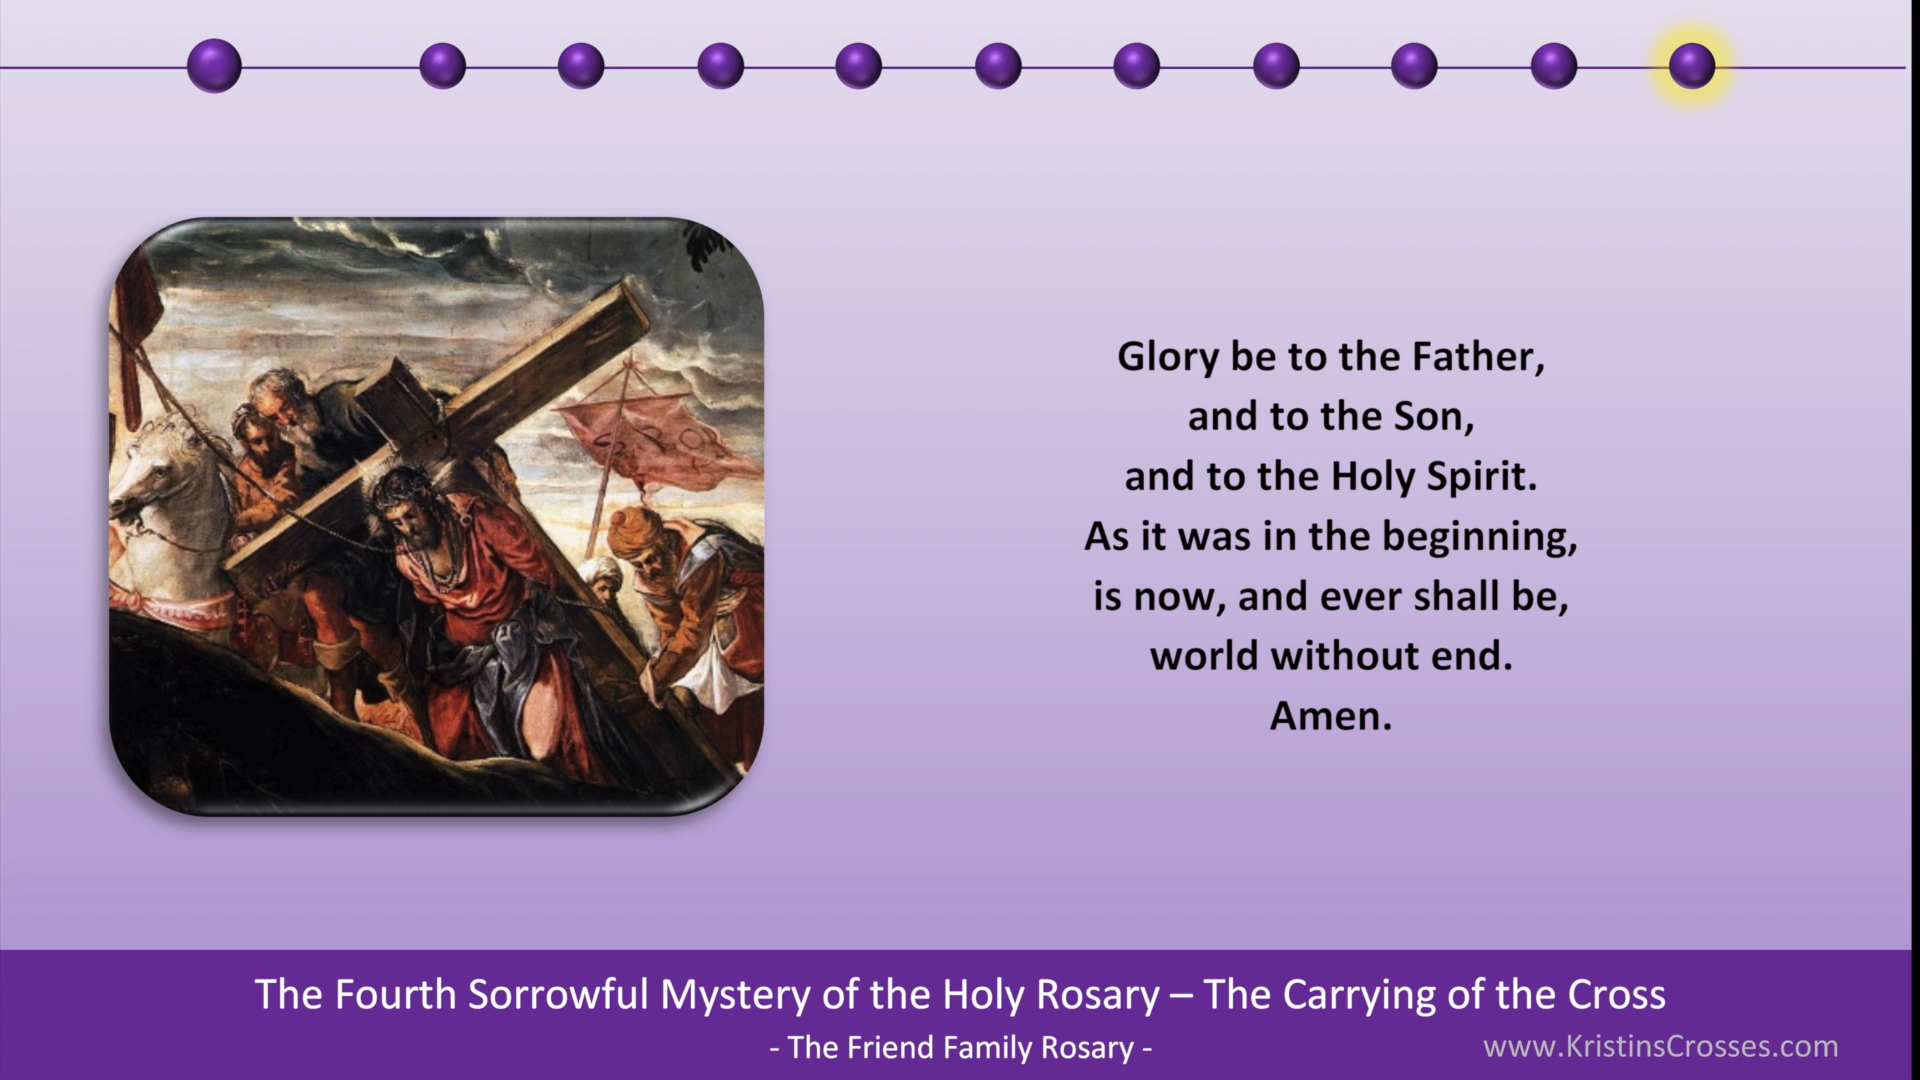 Glory be to the Father,
and to the Son,
and to the Holy Spirit.
As it was in the beginning,
is now, and ever shall be,
world without end.
Amen.
The Fourth Sorrowful Mystery of the Holy Rosary – The Carrying of the Cross
- The Friend Family Rosary -
www.KristinsCrosses.com